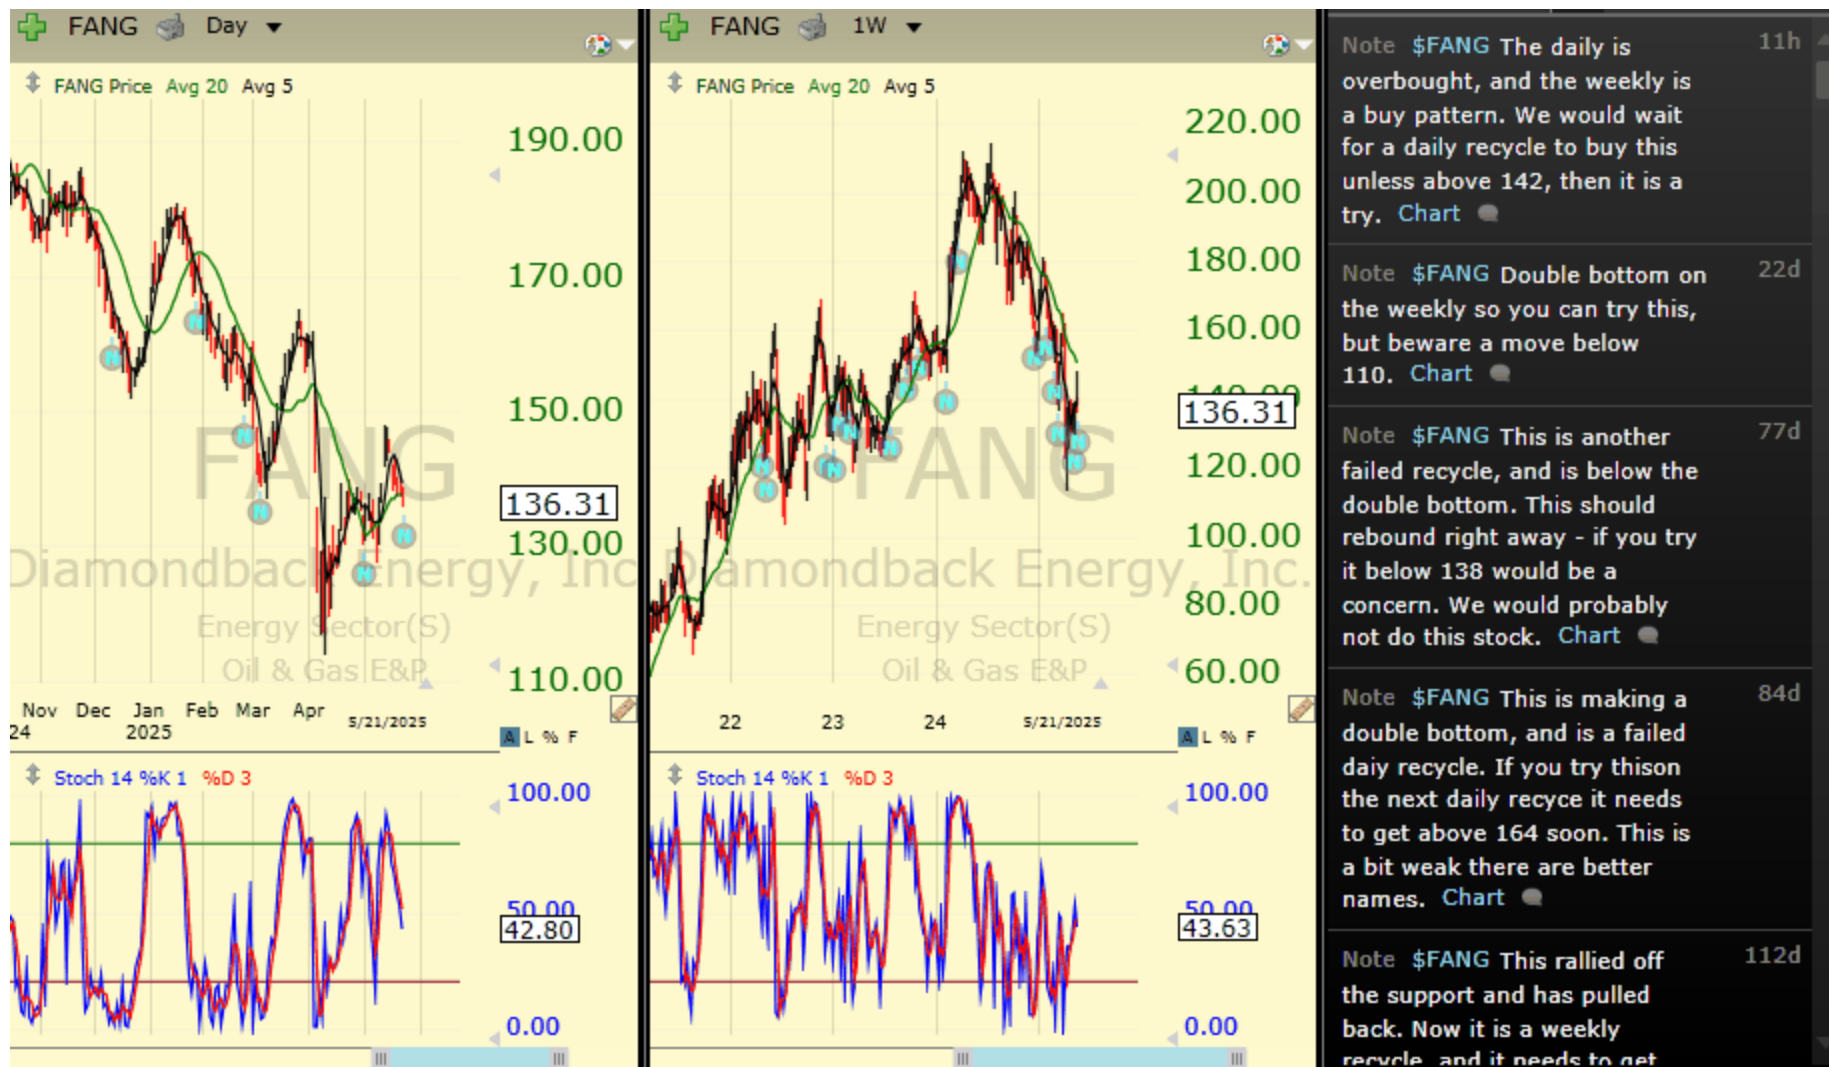 FANG Day
FANG Price Avg 20 Avg 5
190.00
170.00
150.00
136.31
130.00
110.00
FANG
Diamondback Energy, Inc
Energy Sector(S)
Oil & Gas E&P
Nov Dec Jan Feb Mar Apr 5/21/2025
24 2025
A L % F
Stoch 14 %K 1 %D 3
100.00
50.00
42.80
0.00
FANG 1W
FANG Price Avg 20 Avg 5
220.00
200.00
180.00
160.00
140.00
136.31
120.00
100.00
80.00
60.00
FANG
Diamondback Energy, Inc.
Energy Sector(S)
Oil & Gas E&P
22 23 24 5/21/2025
A L % F
Stoch 14 %K 1 %D 3
100.00
50.00
43.63
0.00
Note $FANG The daily is 11h
overbought, and the weekly is
a buy pattern. We would wait
for a daily recycle to buy this
unless above 142, then it is a
try. Chart
Note $FANG Double bottom on 22d
the weekly so you can try this,
but beware a move below
110. Chart
Note $FANG This is another 77d
failed recycle, and is below the
double bottom. This should
rebound right away - if you try
it below 138 would be a
concern. We would probably
not do this stock. Chart
Note $FANG This is making a 84d
double bottom, and is a failed
daiy recycle. If you try thison
the next daily recyce it needs
to get above 164 soon. This is
a bit weak there are better
names. Chart
Note $FANG This rallied off 112d
the support and has pulled
back. Now it is a weekly
recycle, and it needs to get